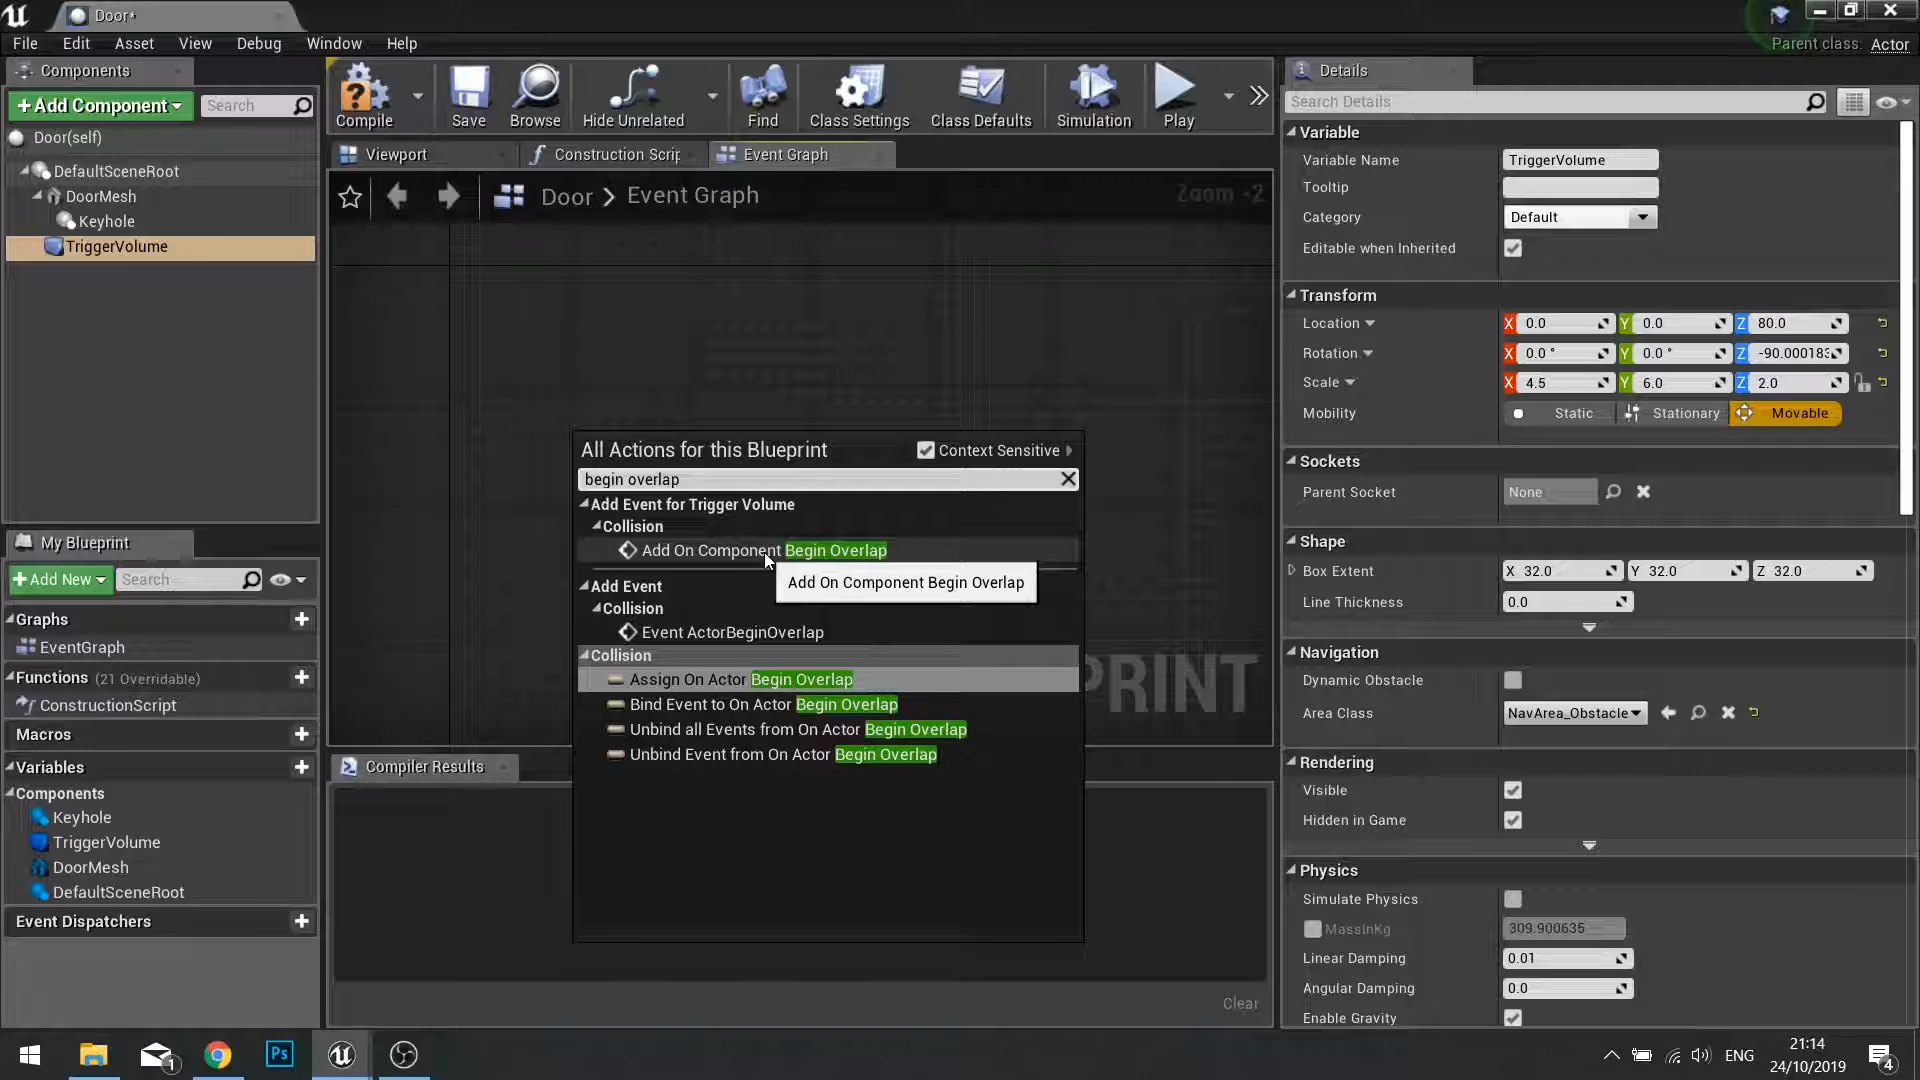 Door*
File Edit Asset View Debug Window Help
Parent class: Actor
Components
+Add Component
Search
Door(self)
DefaultSceneRoot
DoorMesh
Keyhole
TriggerVolume
My Blueprint
+Add New
Search
Graphs
EventGraph
Functions (21 Overridable)
ConstructionScript
Macros
Variables
Components
Keyhole
TriggerVolume
DoorMesh
DefaultSceneRoot
Event Dispatchers
Compile Save Browse Hide Unrelated Find Class Settings Class Defaults Simulation Play
Viewport Construction Scrip Event Graph
Door > Event Graph
Zoom -2
All Actions for this Blueprint Context Sensitive
begin overlap
Add Event for Trigger Volume
Collision
Add On Component Begin Overlap
Add On Component Begin Overlap
Add Event
Collision
Event ActorBeginOverlap
Collision
Assign On Actor Begin Overlap
Bind Event to On Actor Begin Overlap
Unbind all Events from On Actor Begin Overlap
Unbind Event from On Actor Begin Overlap
PRINT
Compiler Results
Clear
Details
Search Details
Variable
Variable Name TriggerVolume
Tooltip
Category Default
Editable when Inherited
Transform
Location X 0.0 Y 0.0 Z 80.0
Rotation X 0.0 ° Y 0.0 ° Z -90.000183
Scale X 4.5 Y 6.0 Z 2.0
Mobility Static Stationary Movable
Sockets
Parent Socket None
Shape
Box Extent X 32.0 Y 32.0 Z 32.0
Line Thickness 0.0
Navigation
Dynamic Obstacle
Area Class NavArea_Obstacle
Rendering
Visible
Hidden in Game
Physics
Simulate Physics
MassInKg 309.900635
Linear Damping 0.01
Angular Damping 0.0
Enable Gravity
1
Ps
ENG
21:14
24/10/2019
4